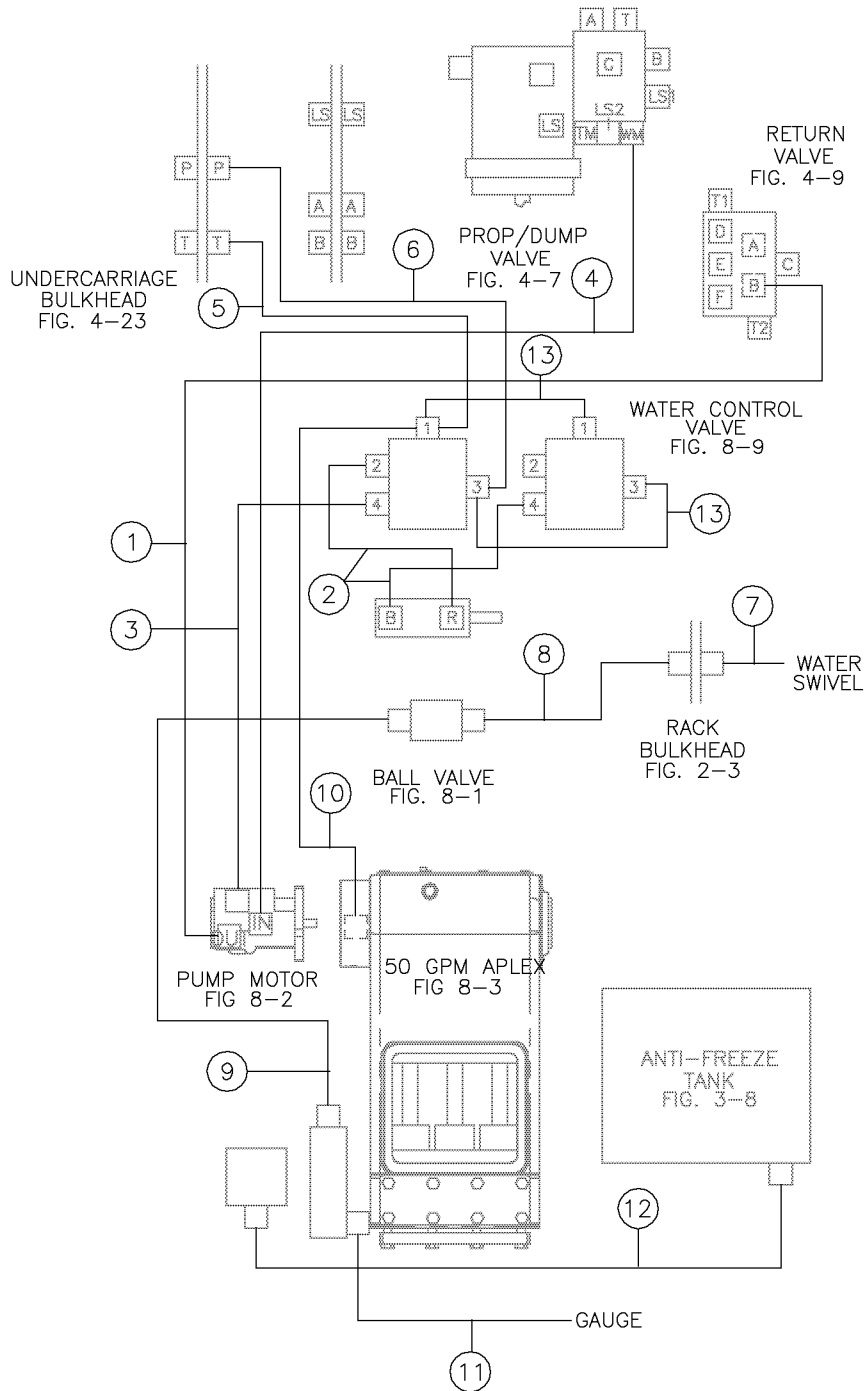 A T
C B
LS LS LS LS
LS2
TM WM
P P
A A
T T B B
RETURN
VALVE
FIG. 4-9
T1
D A
E C
F B
T2
PROP/DUMP
VALVE
FIG. 4-7
6
4
UNDERCARRIAGE
BULKHEAD
FIG. 4-23
5
13
WATER CONTROL
VALVE
FIG. 8-9
1 1
2 2
3 3
4 4
13
1
2
3
B R
7
8
WATER
SWIVEL
RACK
BULKHEAD
FIG. 2-3
BALL VALVE
FIG. 8-1
10
IN
OU
PUMP MOTOR
FIG 8-2
50 GPM APLEX
FIG 8-3
ANTI-FREEZE
TANK
FIG. 3-8
9
12
GAUGE
11